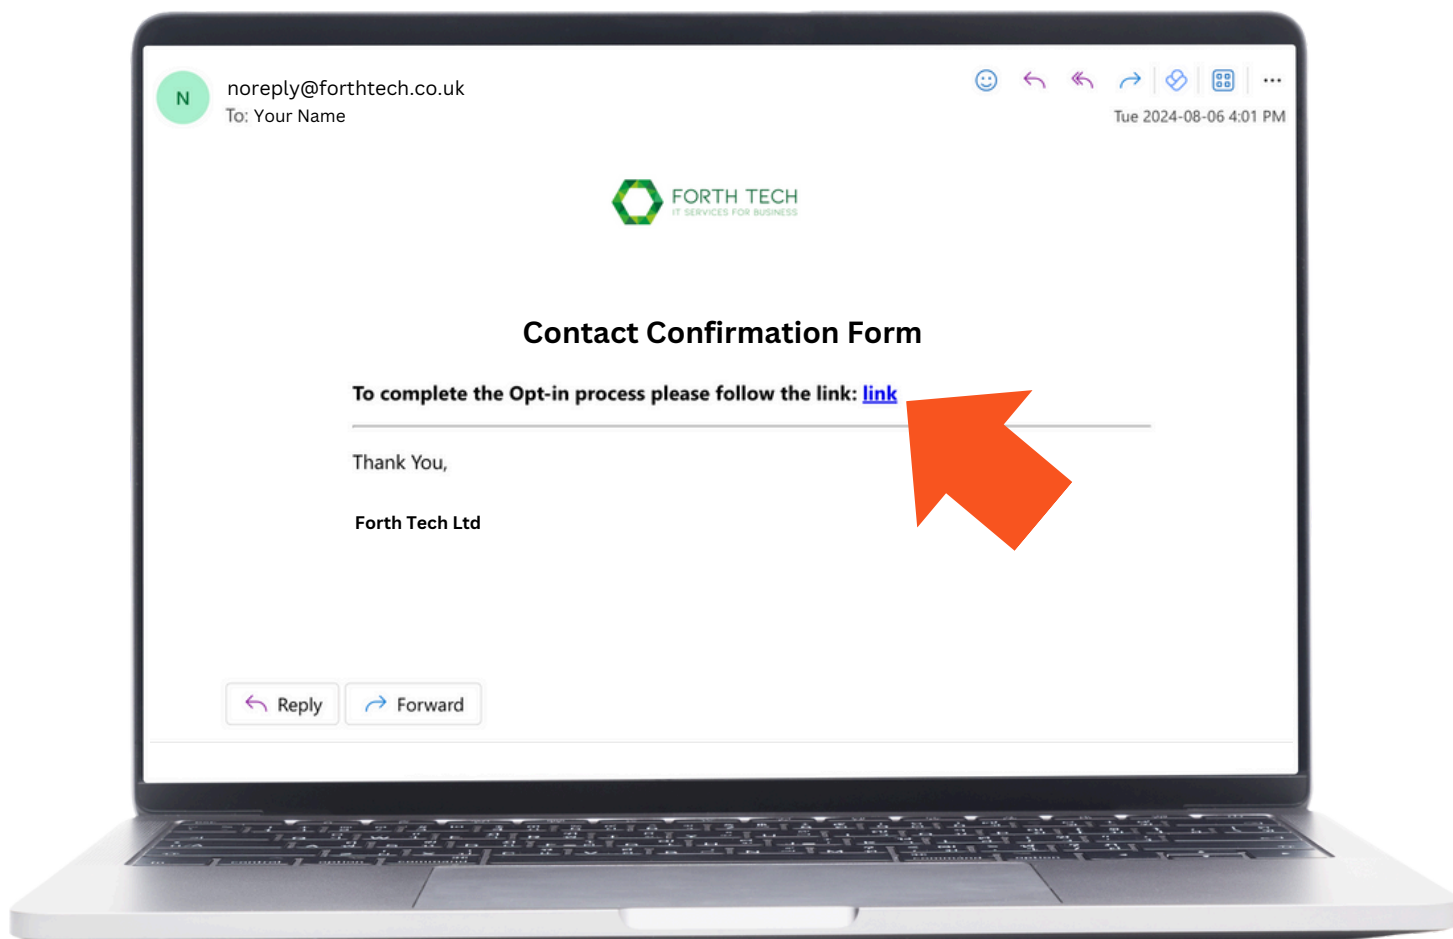 N
noreply@forthtech.co.uk
To: Your Name
Tue 2024-08-06 4:01 PM
FORTH TECH
IT SERVICES FOR BUSINESS
Contact Confirmation Form
To complete the Opt-in process please follow the link: link
Thank You,
Forth Tech Ltd
Reply
Forward